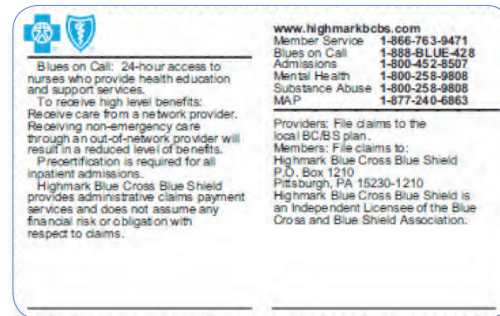 Blues on Call: 24-hour access to
nurses who provide health education
and support services.
To receive high level benefits:
Receive care from a network provider.
Receiving non-emergency care
through an out-of-network provider will
result in a reduced level of benefits.
Precertification is required for all
inpatient admissions.
Highmark Blue Cross Blue Shield
provides administrative claims payment
services and does not assume any
financial risk or obligation with
respect to claims.
www.highmarkbcbs.com
Member Service 1-866-763-9471
Blues on Call 1-888-BLUE-428
Admissions 1-800-452-8507
Mental Health 1-800-258-9808
Substance Abuse 1-800-258-9808
MAP 1-877-240-6863
Providers: File claims to the
local BC/BS plan.
Members: File claims to:
Highmark Blue Cross Blue Shield
P.O. Box 1210
Pittsburgh, PA 15230-1210
Highmark Blue Cross Blue Shield is
an Independent Licensee of the Blue
Cross and Blue Shield Association.